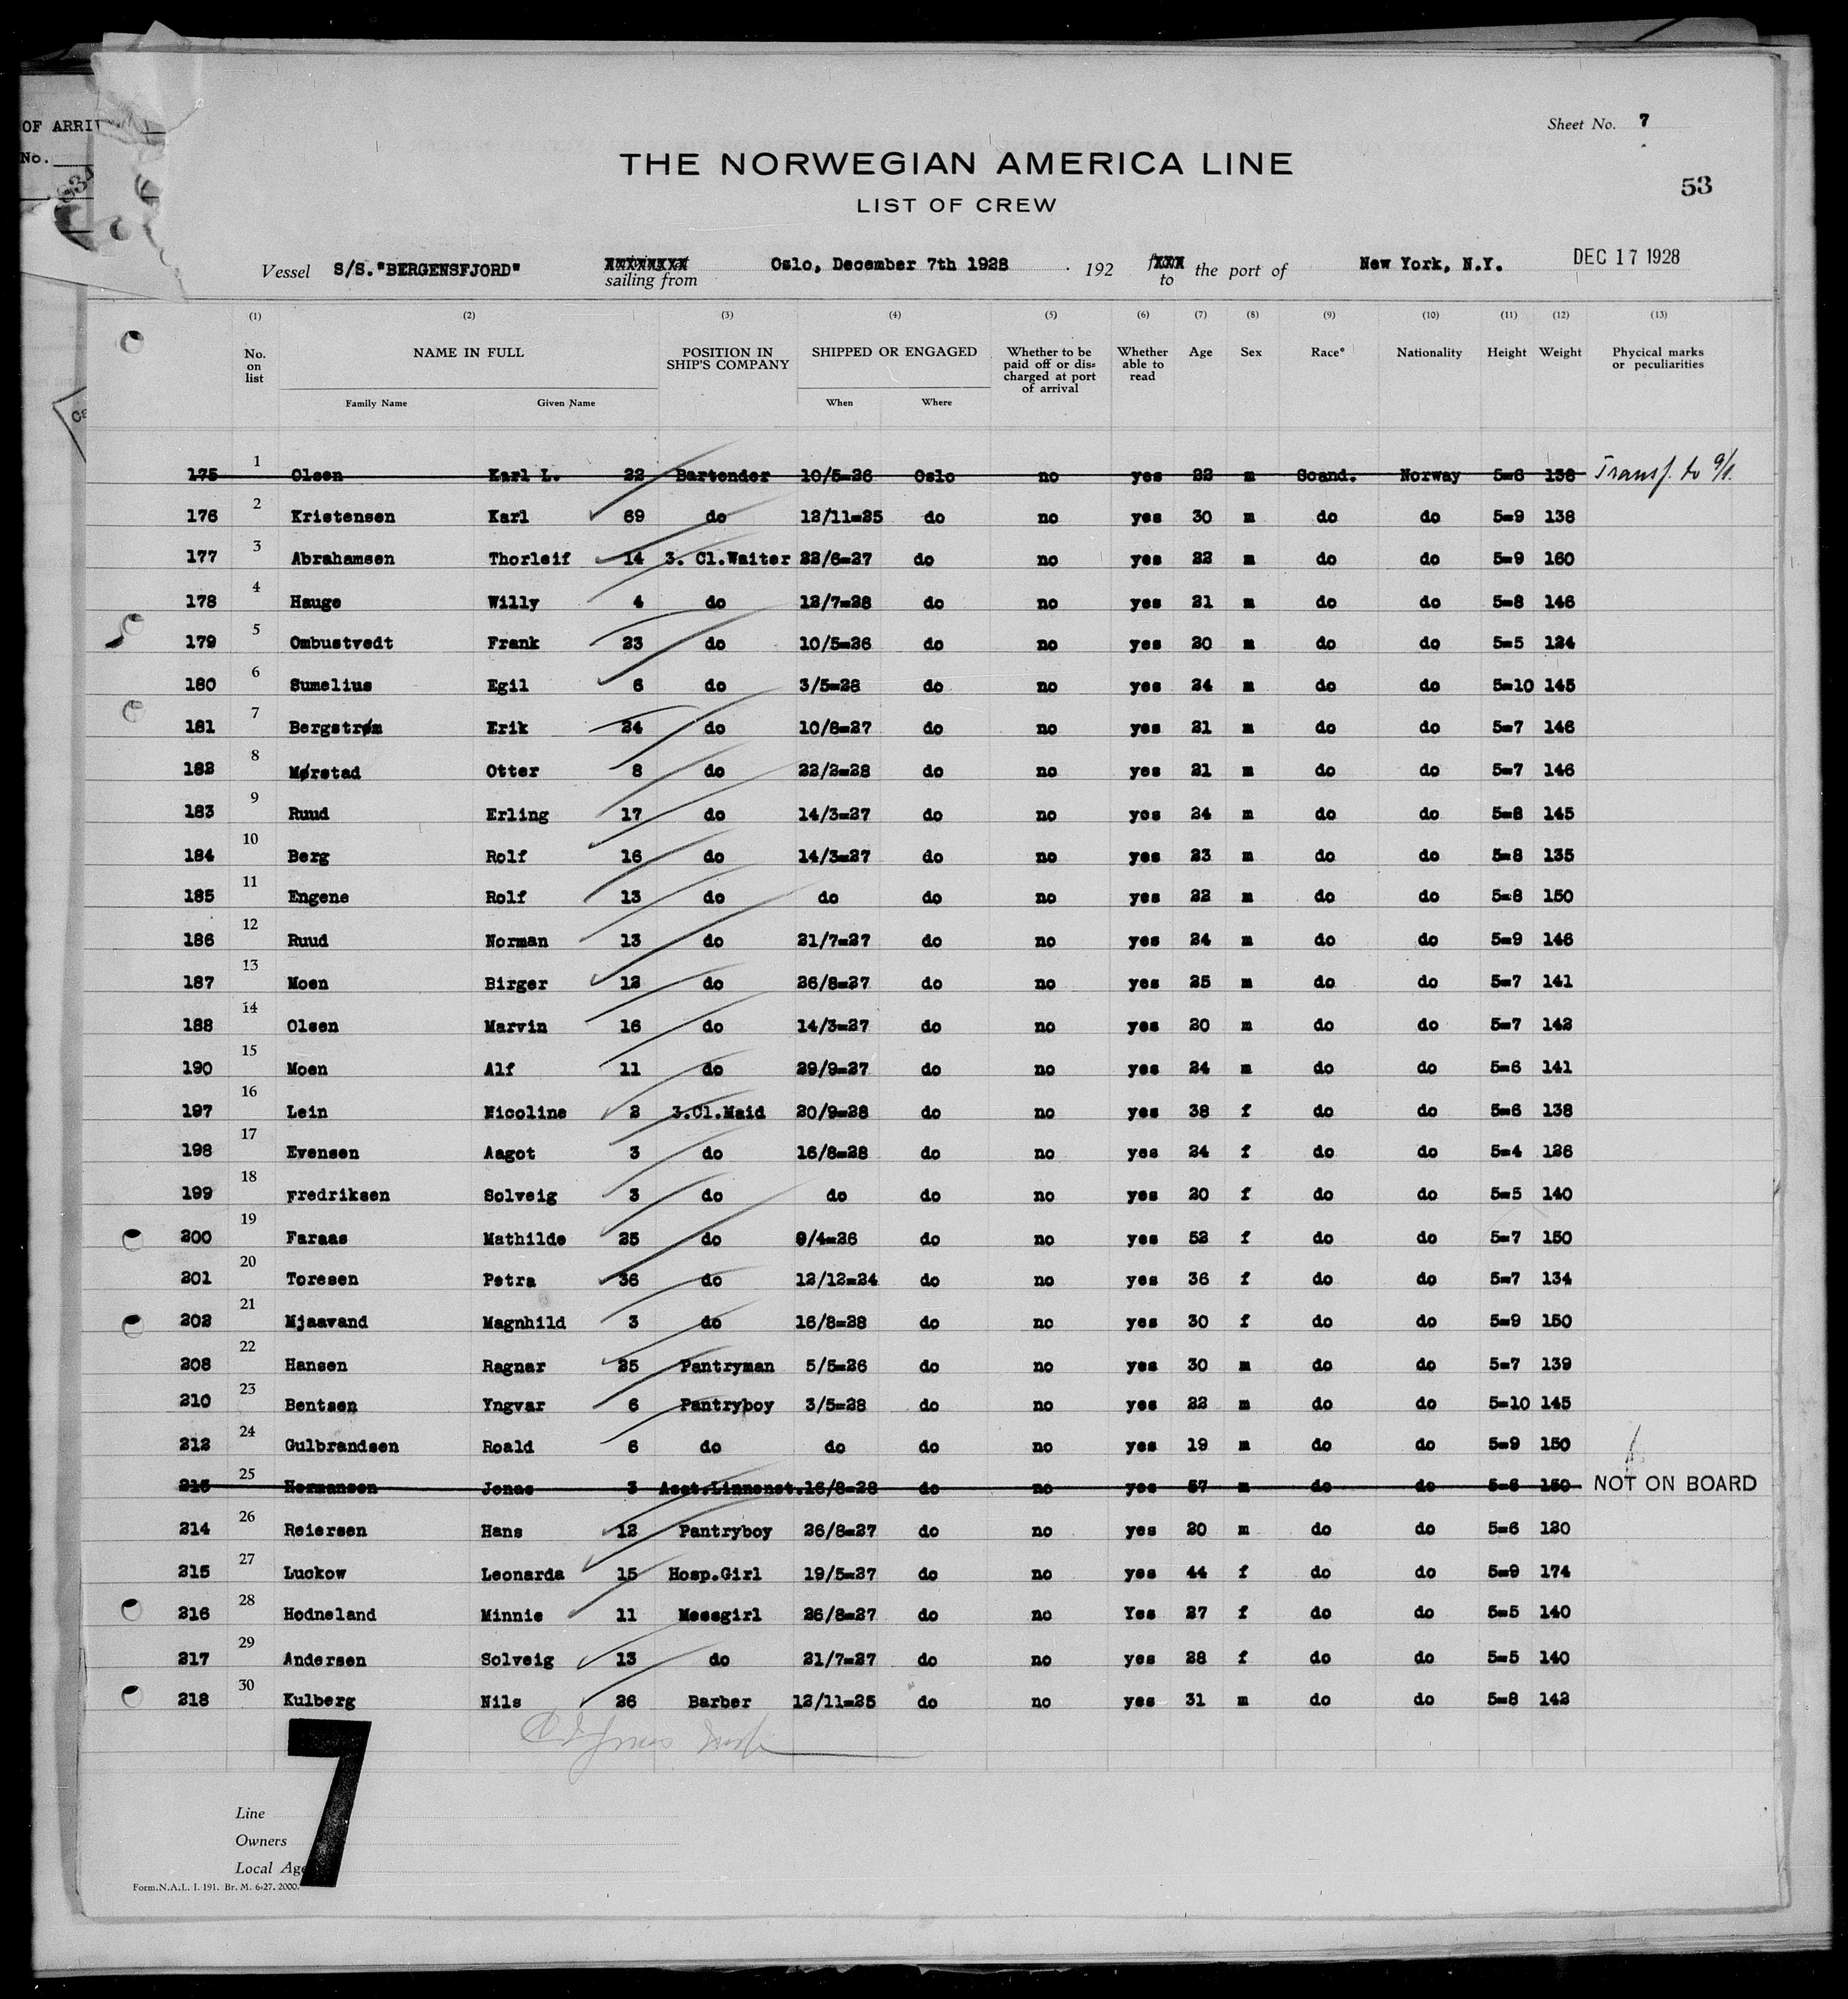 OF ARRI
No.
Sheet No. 7
THE NORWEGIAN AMERICA LINE
53
LIST OF CREW
Vessel S/S."BERGENSFJORD" sailing from Oslo, December 7th 1928 192 to the port of New York, N.Y. DEC 17 1928
(1) (2) (3) (4) (5) (6) (7) (8) (9) (10) (11) (12) (13)
No. on list NAME IN FULL POSITION IN SHIP'S COMPANY SHIPPED OR ENGAGED Whether to be paid off or discharged at port of arrival Whether able to read Age Sex Race* Nationality Height Weight Phycical marks or peculiarities
Family Name Given Name When Where
175 1 Olsen Karl L. 22 Bartender 10/5=26 Oslo no yes 22 m Scand. Norway 5=6 138 Transf. to 9/1.
176 2 Kristensen Karl 69 do 12/11=25 do no yes 30 m do do 5=9 138
177 3 Abrahamsen Thorleif 14 3. Cl.Waiter 22/6=27 do no yes 22 m do do 5=9 160
178 4 Hauge Willy 4 do 12/7=28 do no yes 21 m do do 5=8 146
179 5 Ombustvedt Frank 23 do 10/5=26 do no yes 20 m do do 5=5 124
180 6 Sumelius Egil 6 do 3/5=28 do no yes 24 m do do 5=10 145
181 7 Bergstrøm Erik 24 do 10/8=27 do no yes 21 m do do 5=7 146
182 8 Mørstad Otter 8 do 22/2=28 do no yes 21 m do do 5=7 146
183 9 Ruud Erling 17 do 14/3=27 do no yes 24 m do do 5=8 145
184 10 Berg Rolf 16 do 14/3=27 do no yes 23 m do do 5=8 135
185 11 Engene Rolf 13 do do do no yes 22 m do do 5=8 150
186 12 Ruud Norman 13 do 21/7=27 do no yes 24 m do do 5=9 146
187 13 Moen Birger 12 do 26/8=27 do no yes 25 m do do 5=7 141
188 14 Olsen Marvin 16 do 14/3=27 do no yes 20 m do do 5=7 142
190 15 Moen Alf 11 do 29/9=27 do no yes 24 m do do 5=6 141
197 16 Lein Nicoline 2 3.Cl.Maid 20/9=28 do no yes 38 f do do 5=6 138
198 17 Evensen Aagot 3 do 16/8=28 do no yes 24 f do do 5=4 126
199 18 Fredriksen Solveig 3 do do do no yes 20 f do do 5=5 140
200 19 Faraas Mathilde 25 do 9/4=26 do no yes 52 f do do 5=7 150
201 20 Toresen Petra 36 do 12/12=24 do no yes 36 f do do 5=7 134
202 21 Mjaavand Magnhild 3 do 16/8=28 do no yes 30 f do do 5=9 150
208 22 Hansen Ragnar 25 Pantryman 5/5=26 do no yes 30 m do do 5=7 139
210 23 Bentsen Yngvar 6 Pantryboy 3/5=28 do no yes 22 m do do 5=10 145
212 24 Gulbrandsen Roald 6 do do do no yes 19 m do do 5=9 150
25 Hermansen Jonas 3 Asst.Linnenst. 16/8=28 do no yes 57 m do do 5=6 150 NOT ON BOARD
214 26 Reiersen Hans 12 Pantryboy 26/8=27 do no yes 20 m do do 5=6 120
215 27 Luckow Leonarda 15 Hosp.Girl 19/5=27 do no yes 44 f do do 5=9 174
216 28 Hodneland Minnie 11 Messgirl 26/8=27 do no Yes 27 f do do 5=5 140
217 29 Andersen Solveig 13 do 21/7=27 do no yes 28 f do do 5=5 140
218 30 Kulberg Nils 26 Barber 12/11=25 do no yes 31 m do do 5=8 142
7
Line
Owners
Local Age
Form.N.A.L. I. 191. Br. M. 6-27. 2000.